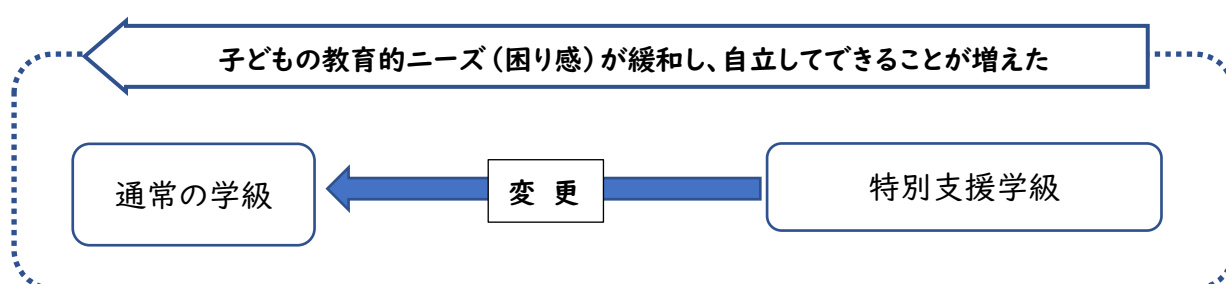 子どもの教育的ニーズ(困り感)が緩和し、自立してできることが増えた
通常の学級
変 更
特別支援学級